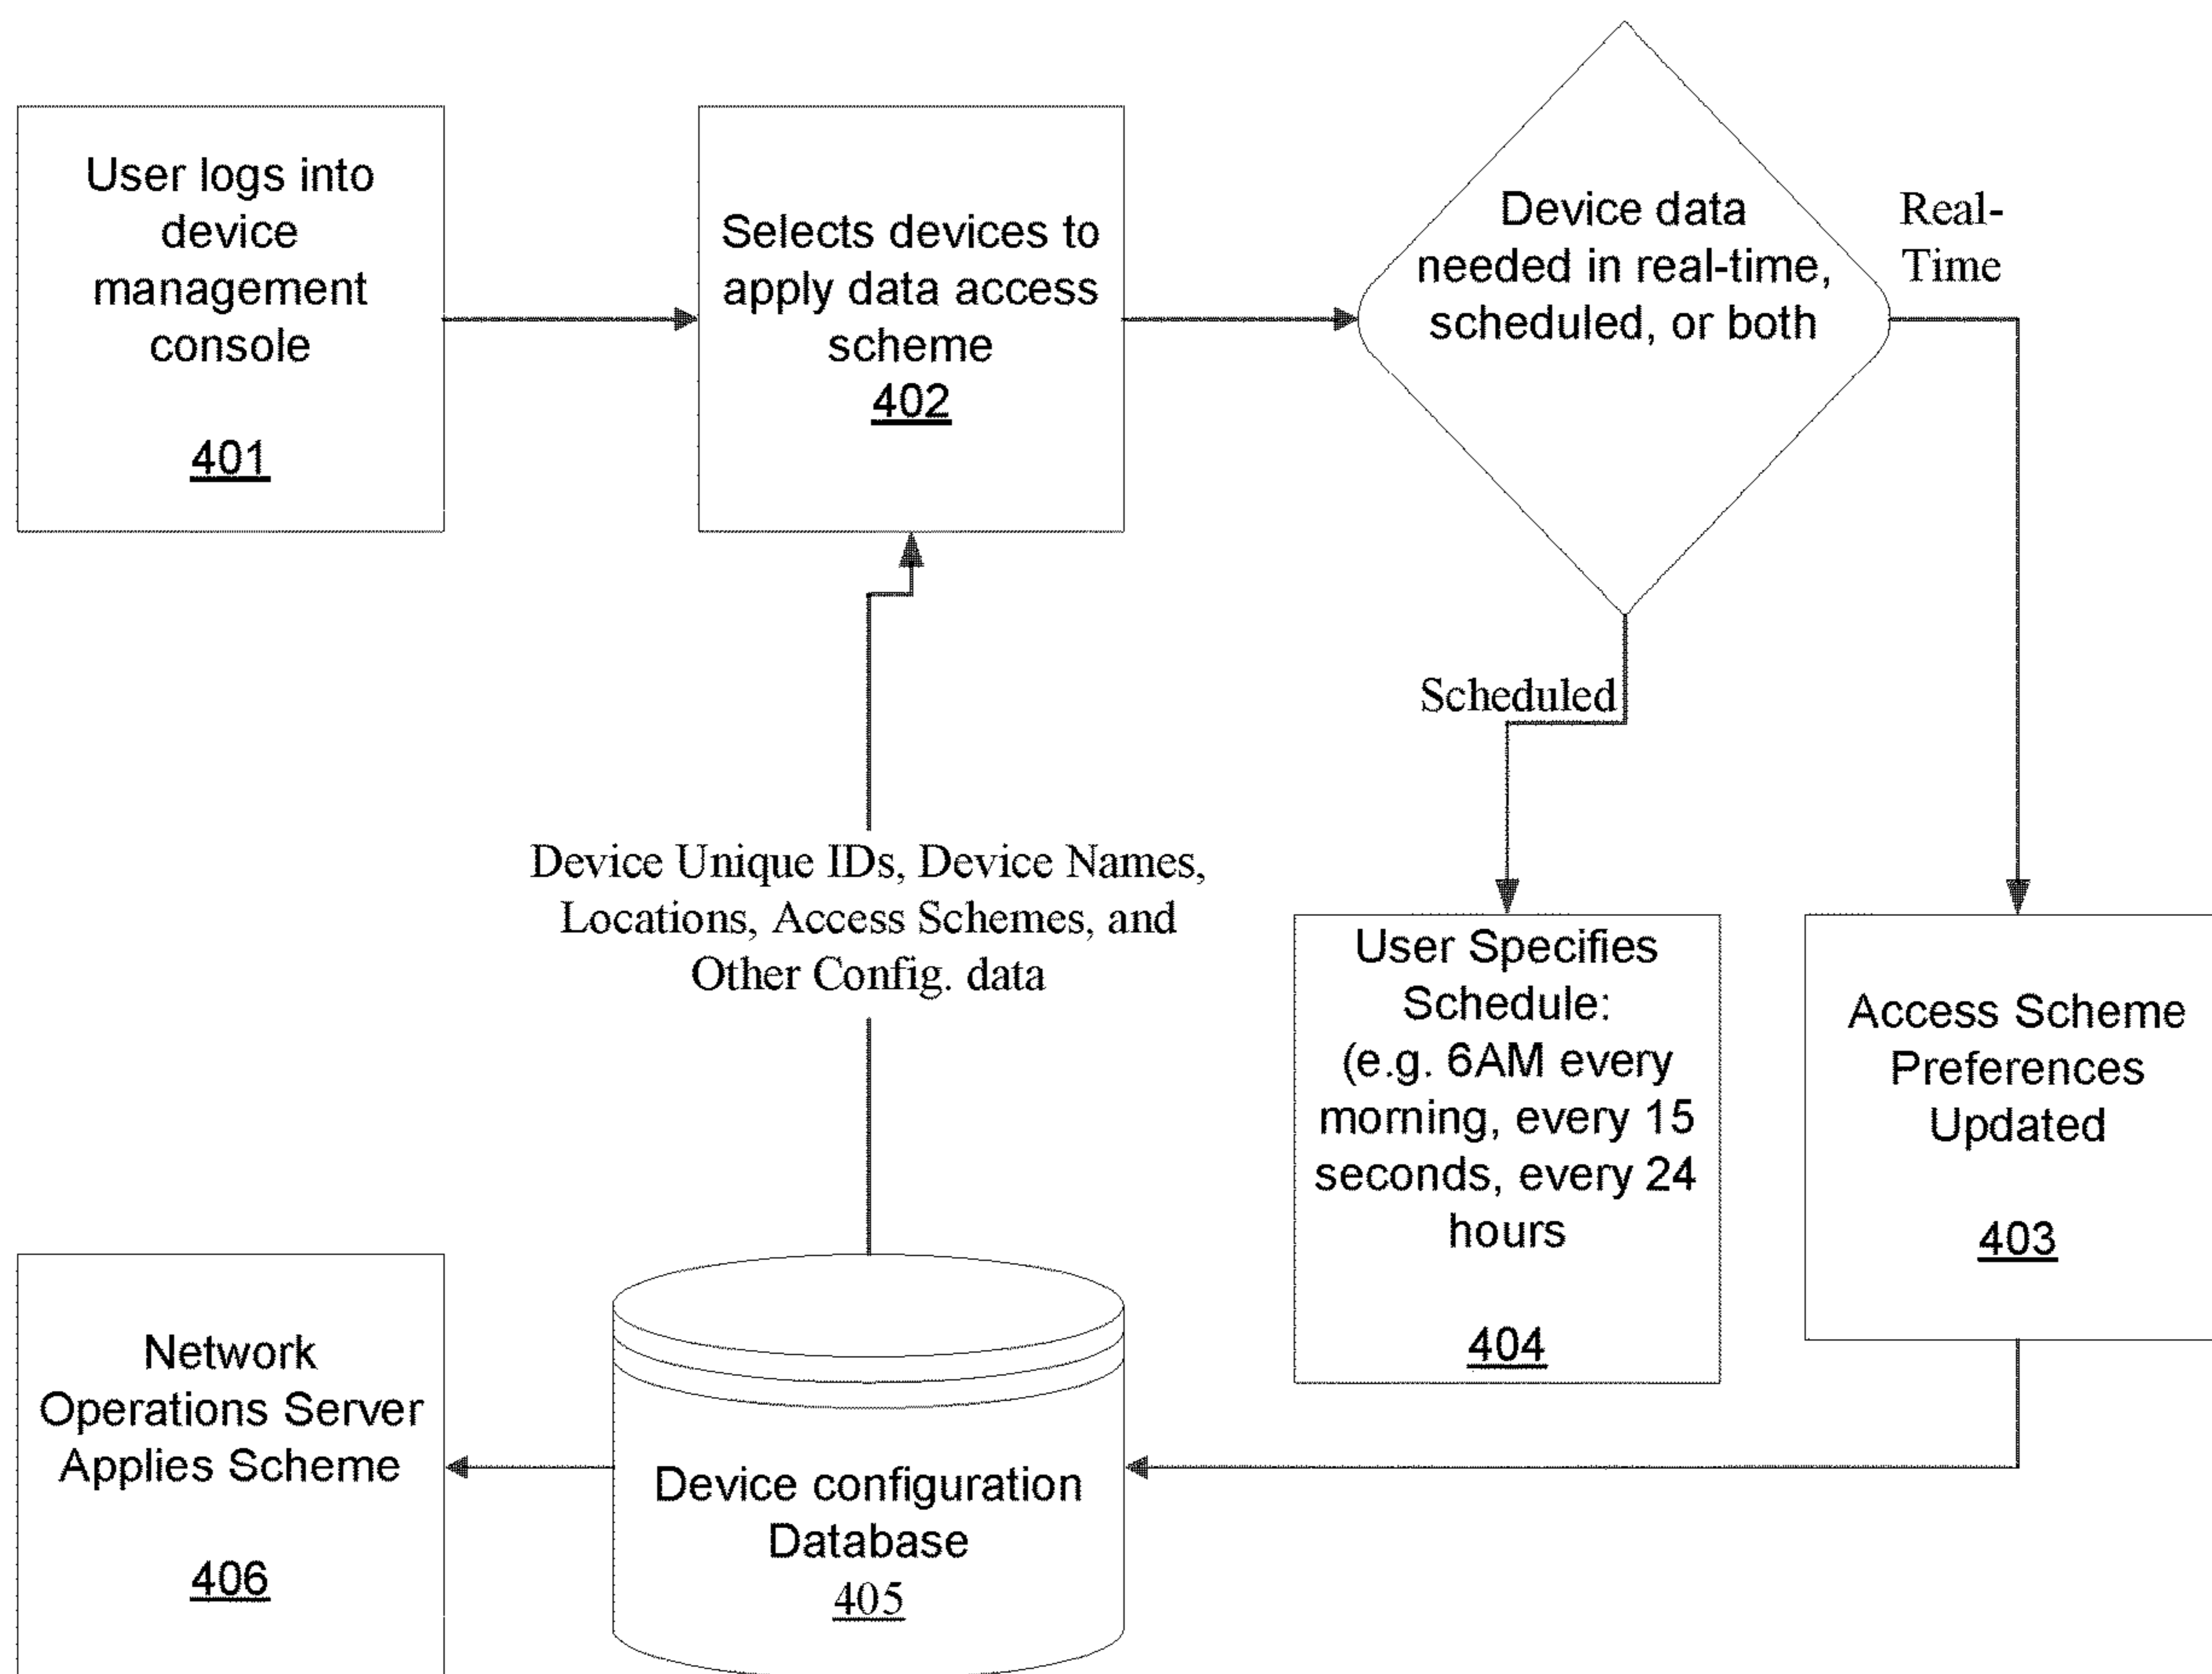 User logs into
device
management
console
401
Selects devices to
apply data access
scheme
402
Device data
needed in real-time,
scheduled, or both
Real-
Time
Scheduled
Device Unique IDs, Device Names,
Locations, Access Schemes, and
Other Config. data
User Specifies
Schedule:
(e.g. 6AM every
morning, every 15
seconds, every 24
hours
404
Access Scheme
Preferences
Updated
403
Network
Operations Server
Applies Scheme
406
Device configuration
Database
405